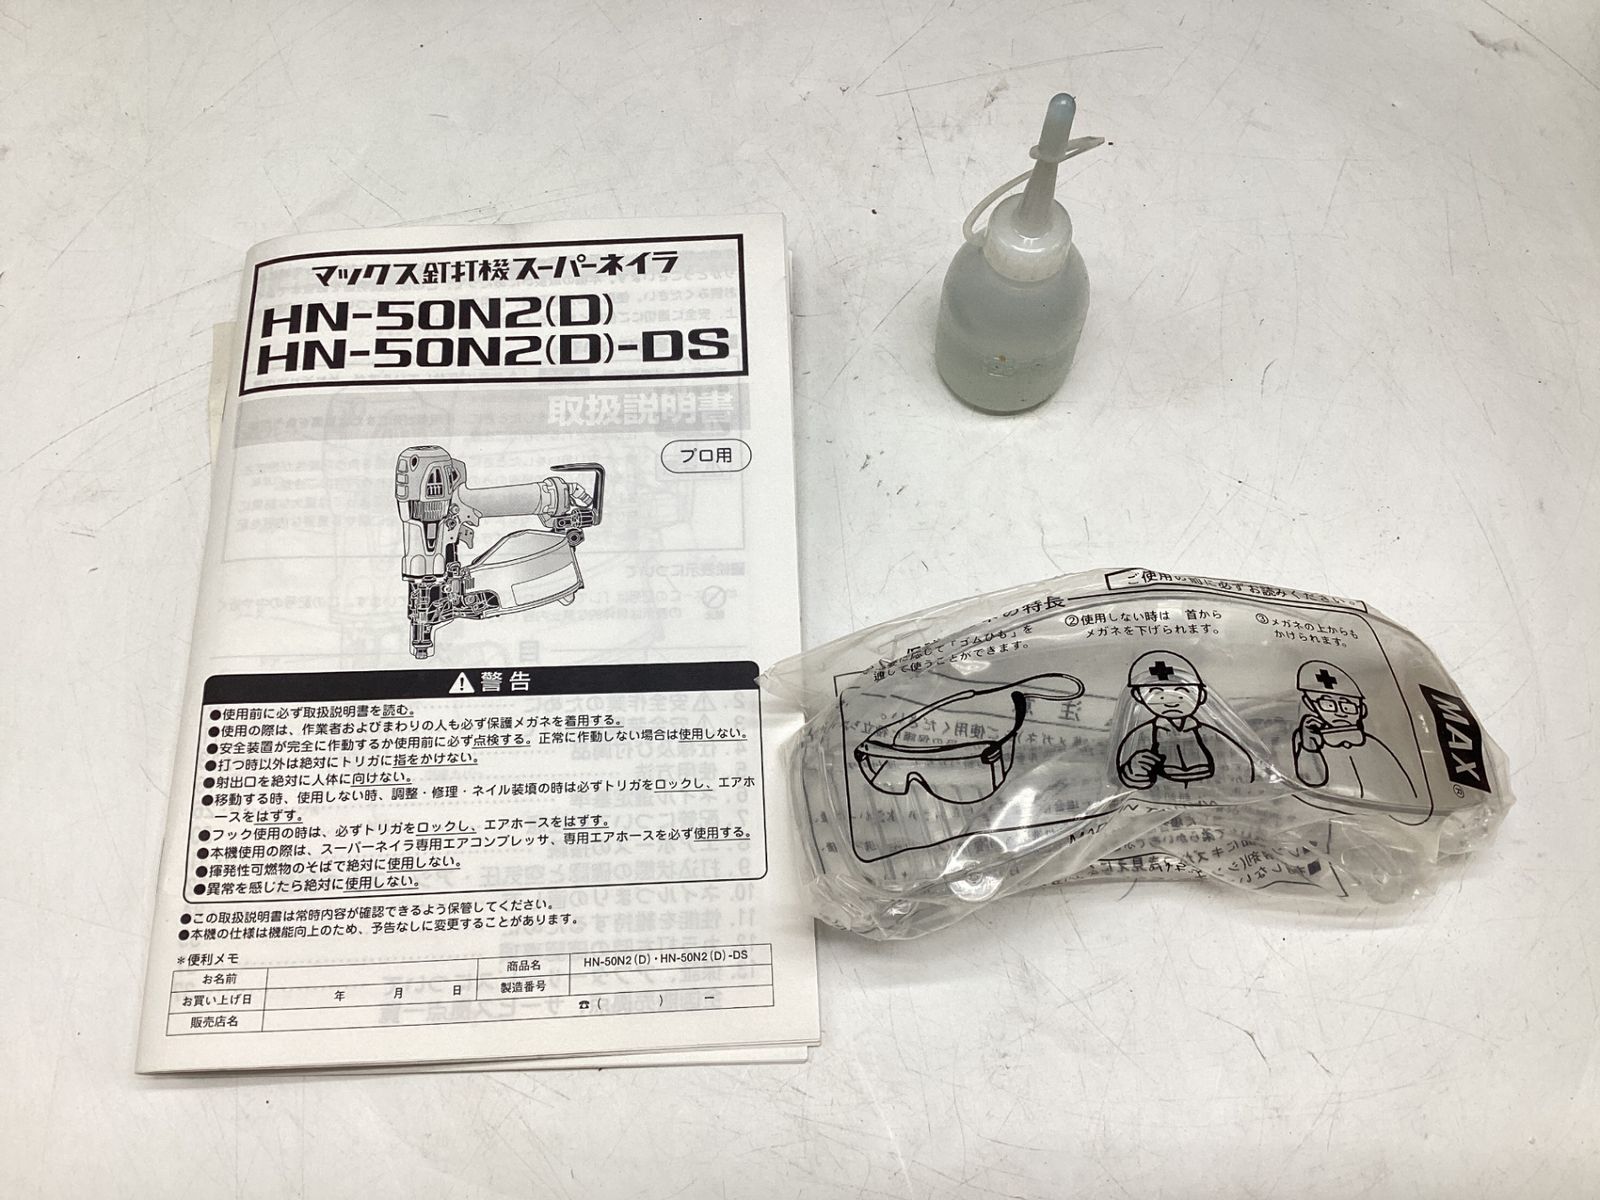 マックス釘打機スーパーネイラ
HN-50N2(D)
HN-50N2(D)-DS
取扱説明書
プロ用
警告
●使用前に必ず取扱説明書を読む。
●使用の際は、作業者およびまわりの人も必ず保護メガネを着用する。
●安全装置が完全に作動するか使用前に必ず点検する。正常に作動しない場合は使用しない。
●打つ時以外は絶対にトリガに指をかけない。
●射出口を絶対に人体に向けない。
●移動する時、使用しない時、調整・修理・ネイル装填の時は必ずトリガをロックし、エアホ
ースをはずす。
●フック使用の時は、必ずトリガをロックし、エアホースをはずす。
●本機使用の際は、スーパーネイラ専用エアコンプレッサ、専用エアホースを必ず使用する。
●揮発性可燃物のそばで絶対に使用しない。
●異常を感じたら絶対に使用しない。
●この取扱説明書は常時内容が確認できるよう保管してください。
●本機の仕様は機能向上のため、予告なしに変更することがあります。
＊便利メモ
お名前 商品名 HN-50N2(D)・HN-50N2(D)-DS
お買い上げ日 年 月 日 製造番号
販売店名 ☎( ) ー
ご使用の前に必ずお読みください。
の特長
「ゴムひも」を
通して使うことができます。
②使用しない時は 首から
メガネを下げられます。
③メガネの上からも
かけられます。
MAX®